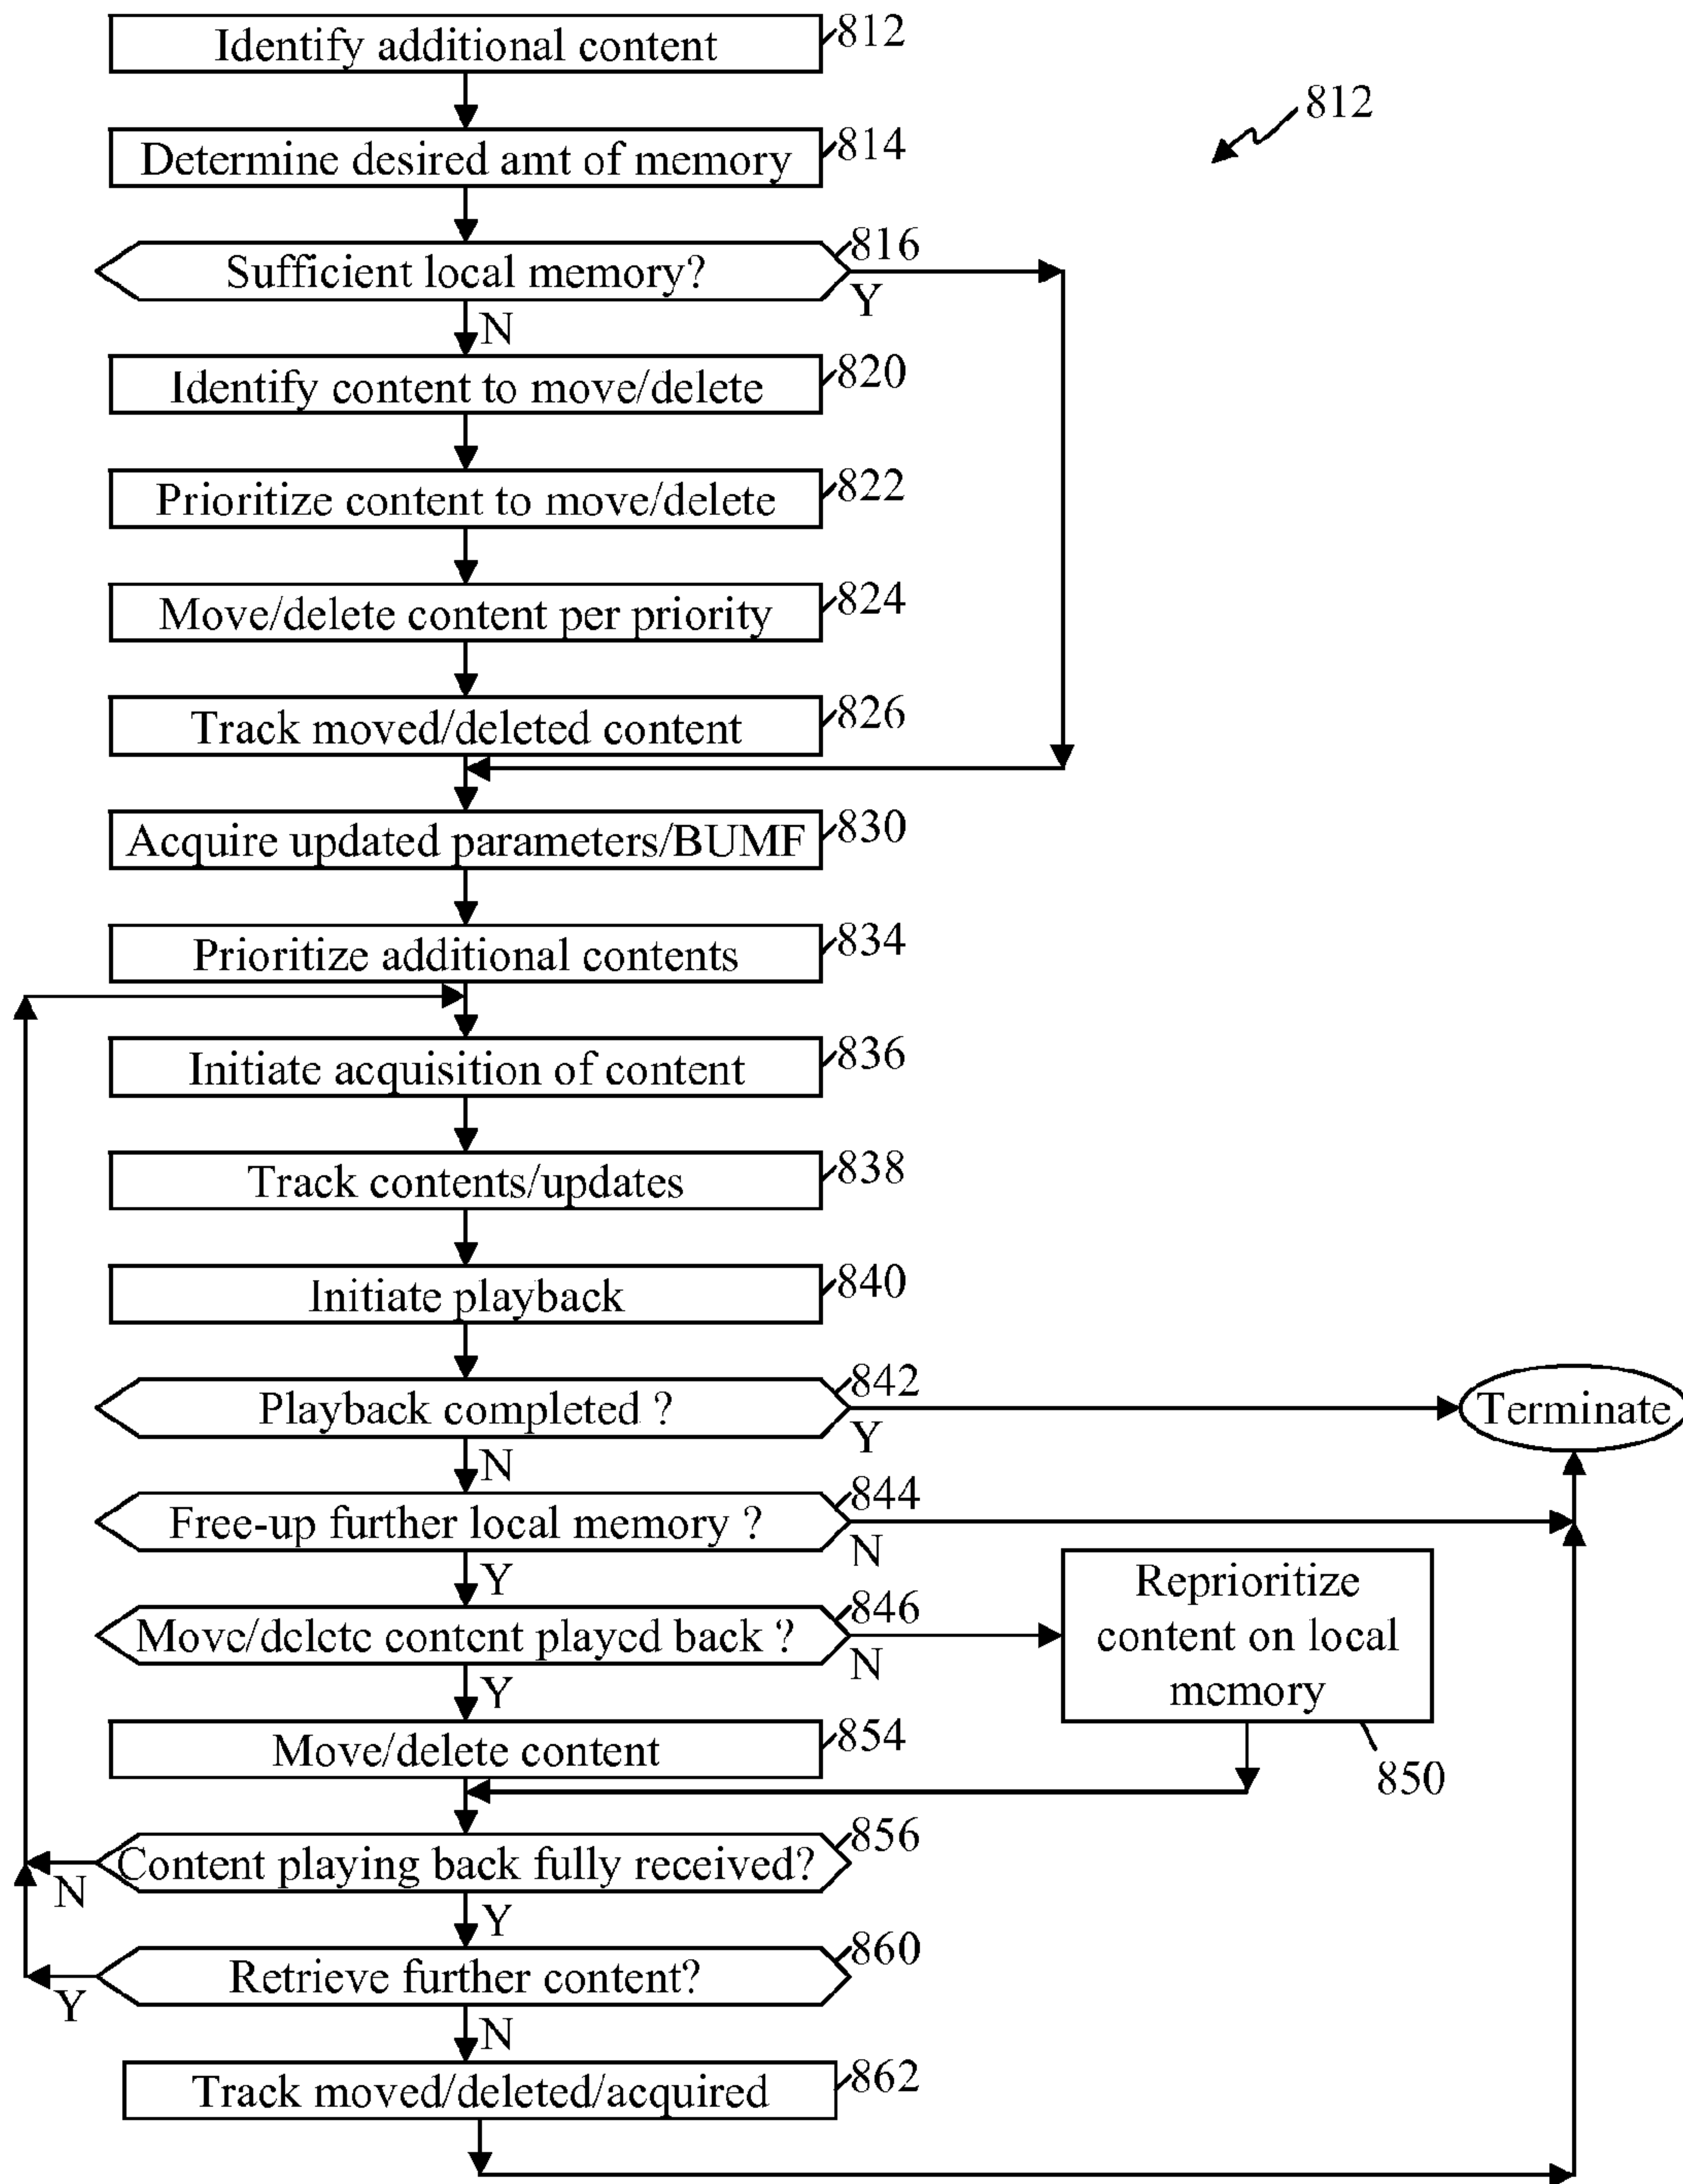 Identify additional content 812
812
Determine desired amt of memory 814
Sufficient local memory? 816
Y
N
Identify content to move/delete 820
Prioritize content to move/delete 822
Move/delete content per priority 824
Track moved/deleted content 826
Acquire updated parameters/BUMF 830
Prioritize additional contents 834
Initiate acquisition of content 836
Track contents/updates 838
Initiate playback 840
Playback completed ? 842
Y
Terminate
N
Free-up further local memory ? 844
N
Y
Move/delete content played back ? 846
N
Reprioritize
content on local
memory
850
Y
Move/delete content 854
Content playing back fully received? 856
N
Y
Retrieve further content? 860
Y
N
Track moved/deleted/acquired 862